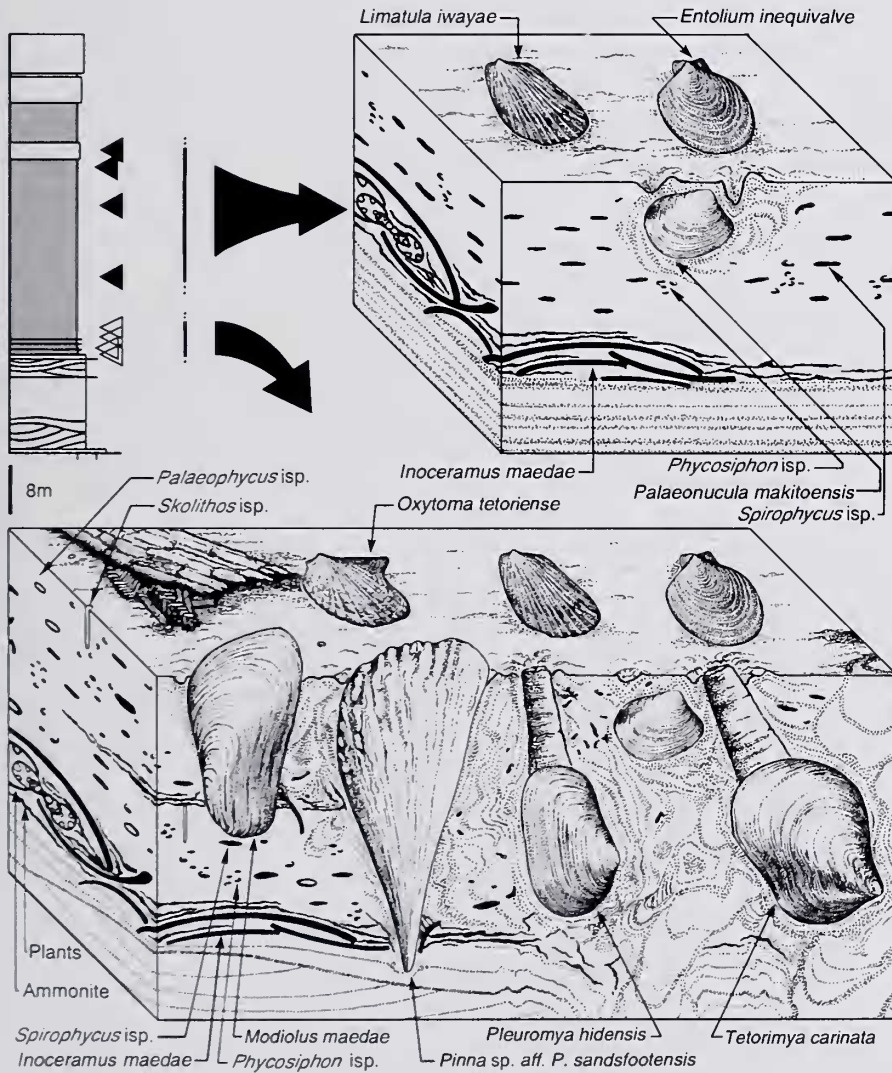 Limatula iwayae
Entolium inequivalve
Inoceramus maedae
Phycosiphon isp.
Palaeonucula makitoensis
Spirophycus isp.
8m
Palaeophycus isp.
Skolithos isp.
Oxytoma tetoriense
Plants
Ammonite
Spirophycus isp.
Modiolus maedae
Pleuromya hidensis
Tetorimya carinata
Inoceramus maedae
Phycosiphon isp.
Pinna sp. aff. P. sandsfootensis